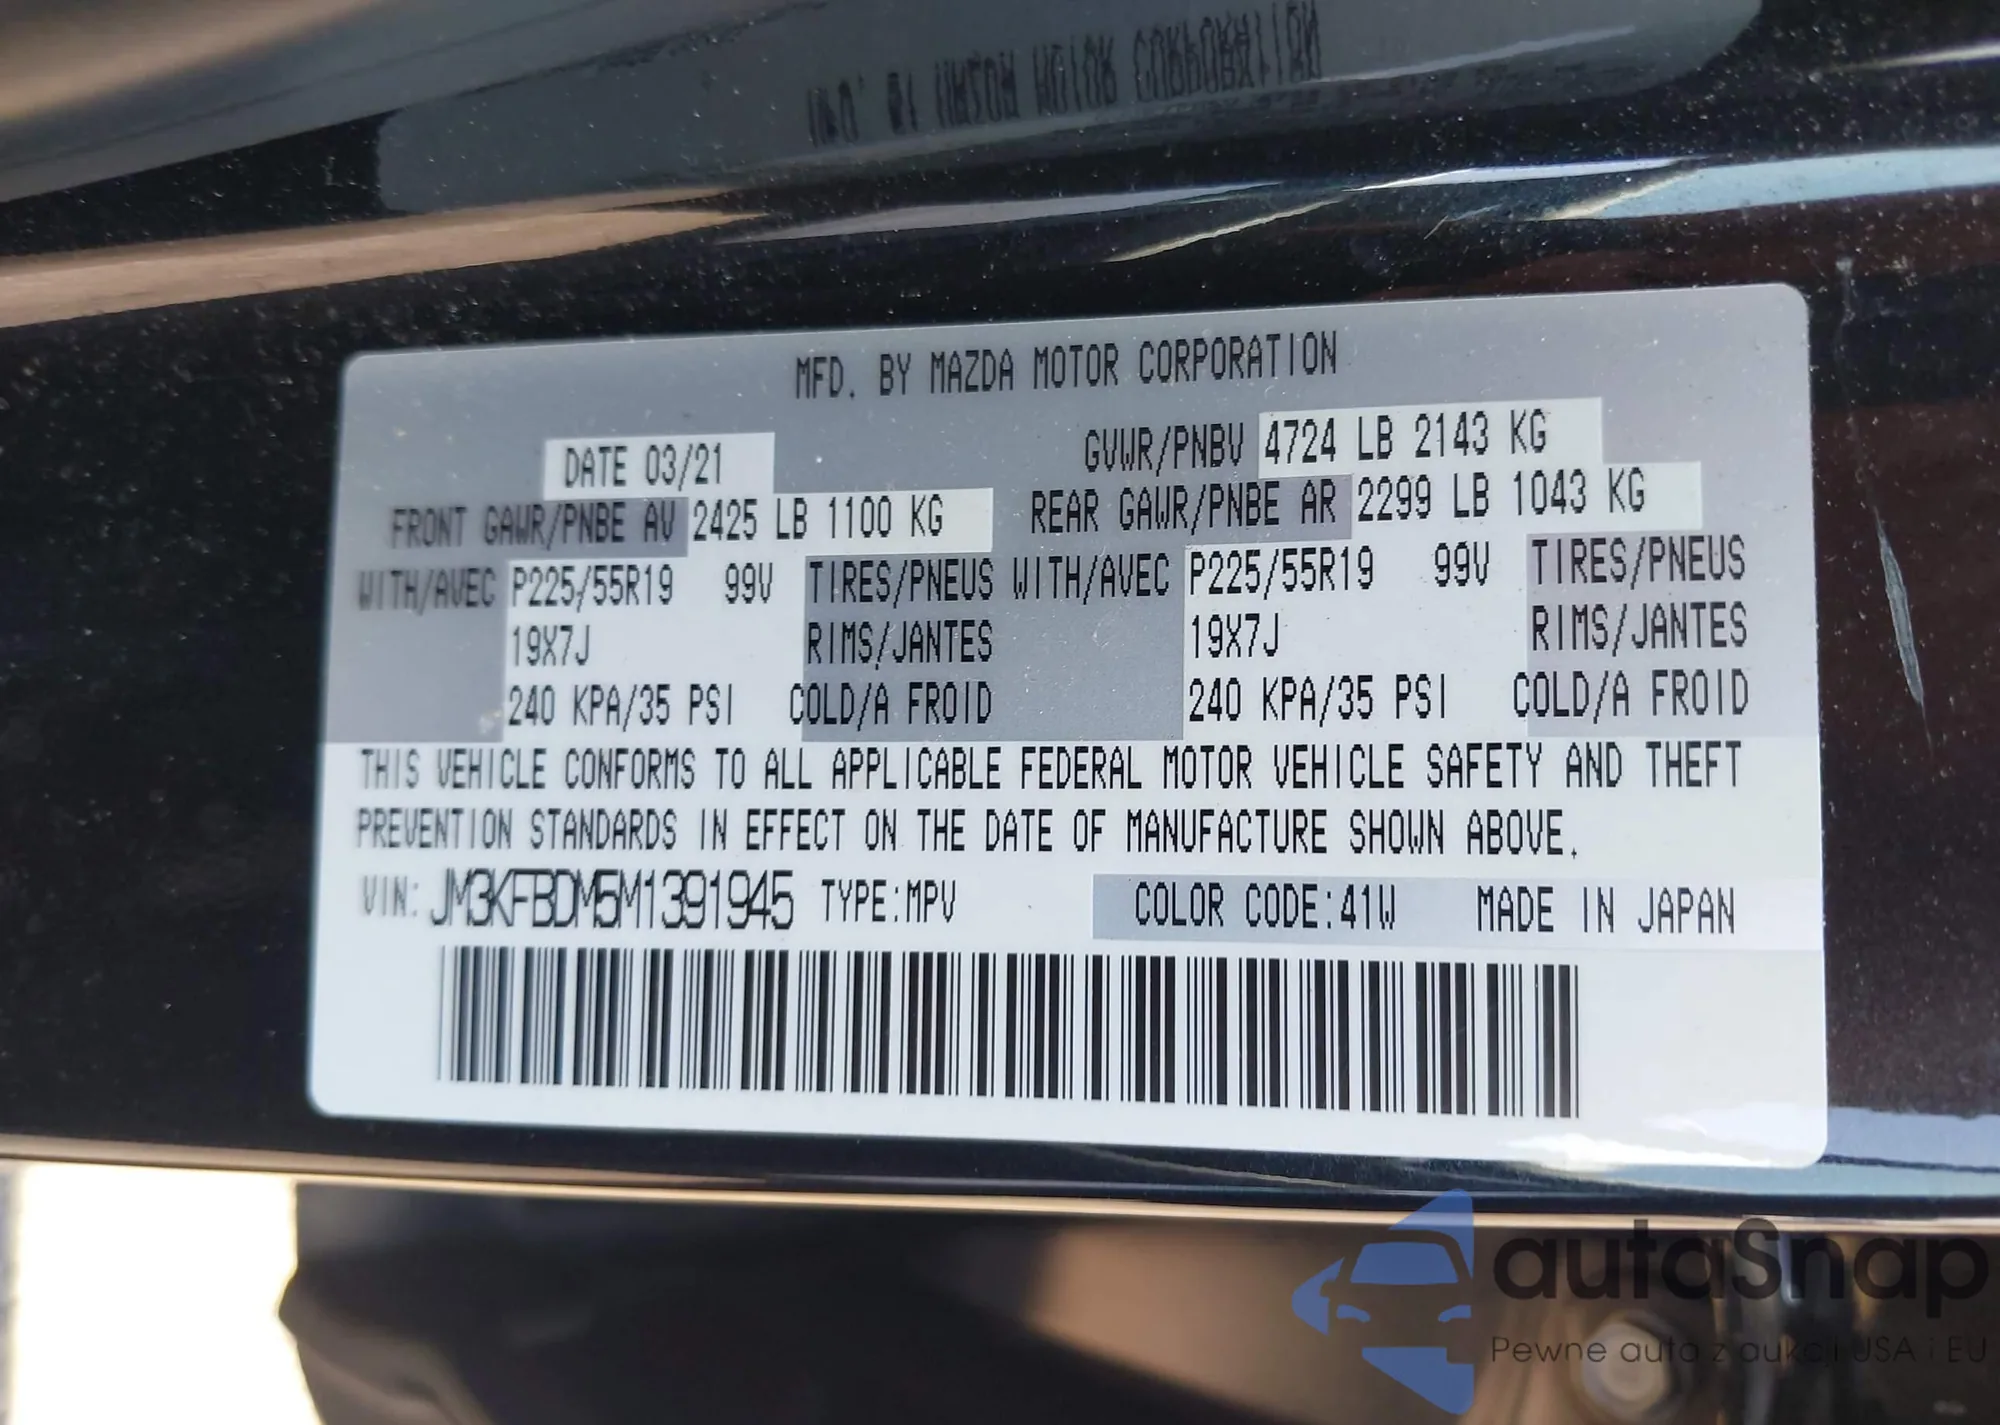 MFD. BY MAZDA MOTOR CORPORATION
DATE 03/21 GVWR/PNBV 4724 LB 2143 KG
FRONT GAWR/PNBE AV 2425 LB 1100 KG REAR GAWR/PNBE AR 2299 LB 1043 KG
WITH/AVEC P225/55R19 99V TIRES/PNEUS WITH/AVEC P225/55R19 99V TIRES/PNEUS
19X7J RIMS/JANTES 19X7J RIMS/JANTES
240 KPA/35 PSI COLD/A FROID 240 KPA/35 PSI COLD/A FROID
THIS VEHICLE CONFORMS TO ALL APPLICABLE FEDERAL MOTOR VEHICLE SAFETY AND THEFT
PREVENTION STANDARDS IN EFFECT ON THE DATE OF MANUFACTURE SHOWN ABOVE.
VIN: JM3KFBDM5M1391945 TYPE:MPV COLOR CODE:41W MADE IN JAPAN
autaSnap
Pewne auta z aukcji USA i EU